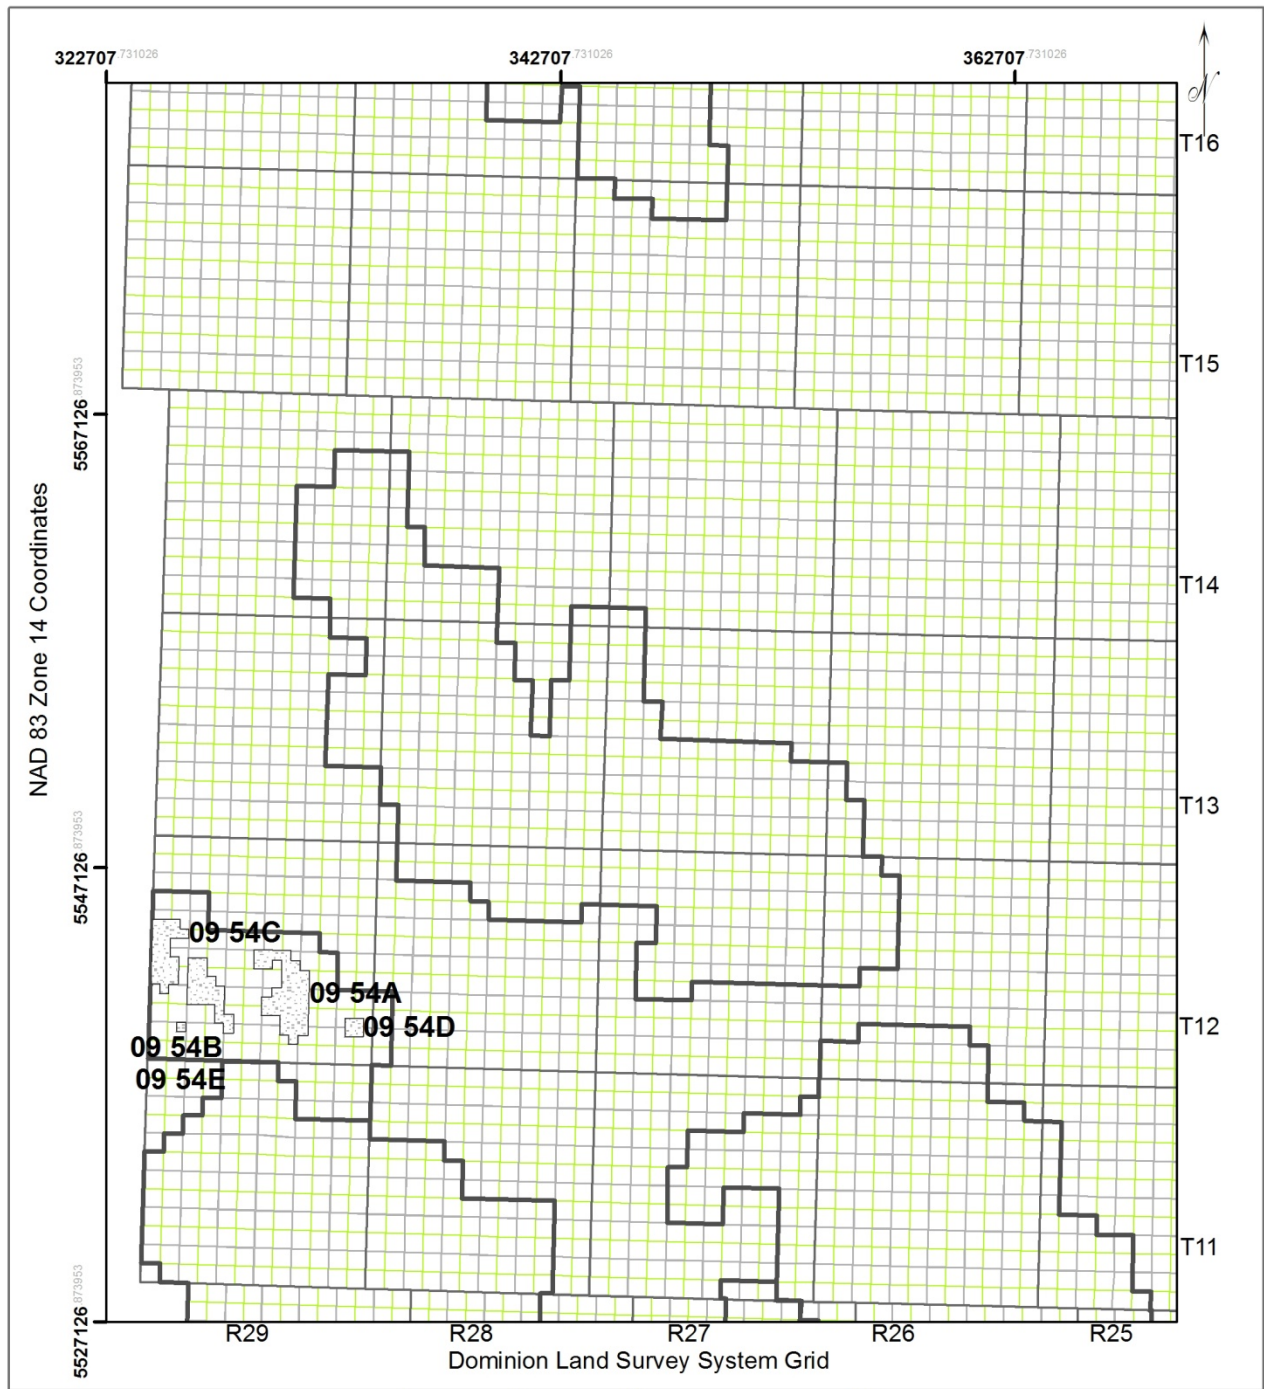 322707.731026 342707.731026 362707.731026
N
T16
T15
5567126.873953
T14
NAD 83 Zone 14 Coordinates
T13
5547126.873953
09 54C
09 54A
T12
09 54D
09 54B
09 54E
T11
5527126.873953
R29 R28 R27 R26 R25
Dominion Land Survey System Grid